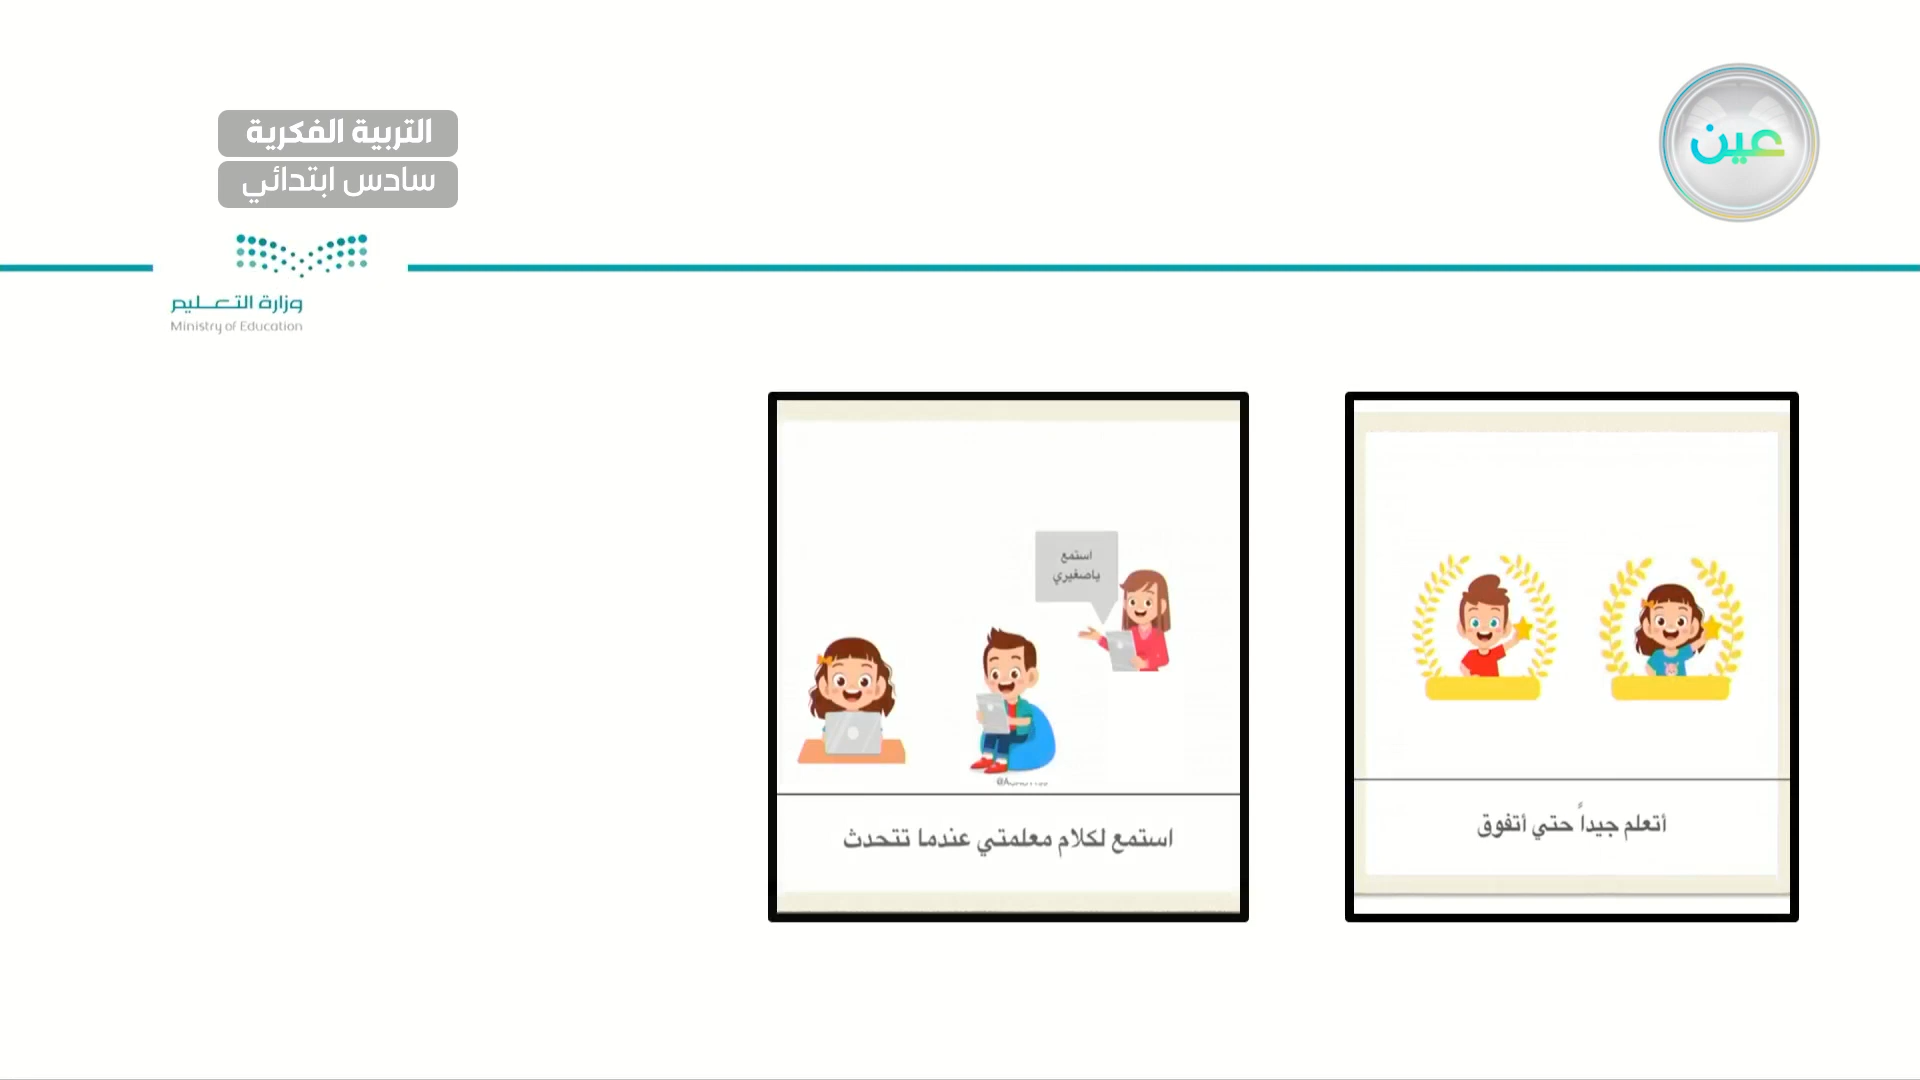 التربية الفكرية
سادس ابتدائي
عين
وزارة التعليم
Ministry of Education
أتعلم جيداً حتي أتفوق
استمع
ياصغيري
استمع لكلام معلمتي عندما تتحدث